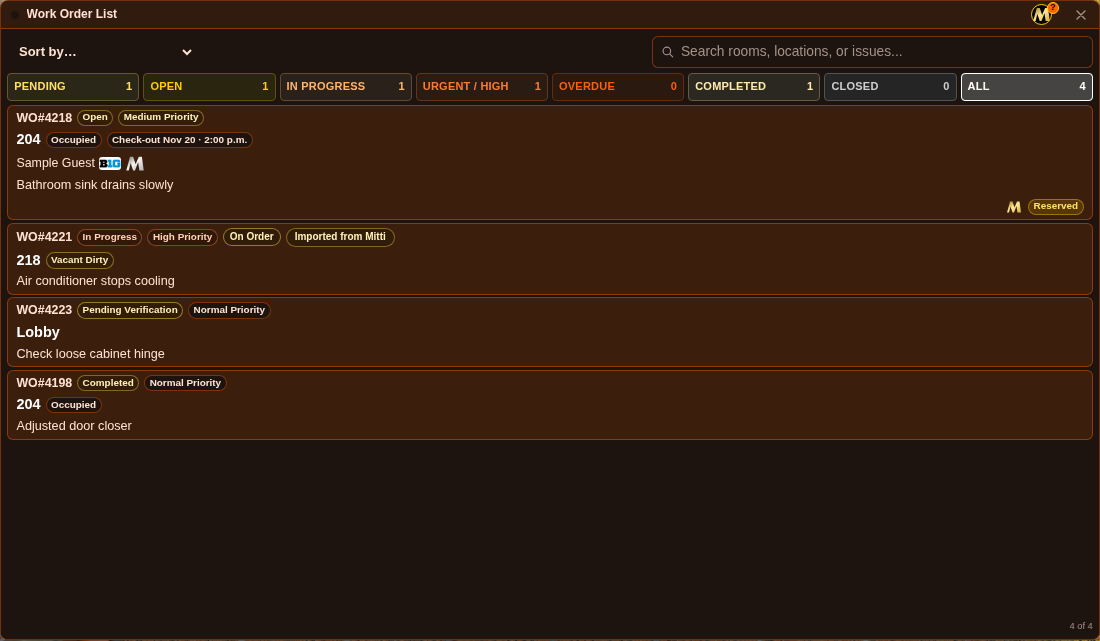 Work Order List
M ?
Sort by…
Search rooms, locations, or issues...
PENDING 1
OPEN 1
IN PROGRESS 1
URGENT / HIGH 1
OVERDUE 0
COMPLETED 1
CLOSED 0
ALL 4
WO#4218 Open Medium Priority
204 Occupied Check-out Nov 20 · 2:00 p.m.
Sample Guest B1G M
Bathroom sink drains slowly
M Reserved
WO#4221 In Progress High Priority On Order Imported from Mitti
218 Vacant Dirty
Air conditioner stops cooling
WO#4223 Pending Verification Normal Priority
Lobby
Check loose cabinet hinge
WO#4198 Completed Normal Priority
204 Occupied
Adjusted door closer
4 of 4